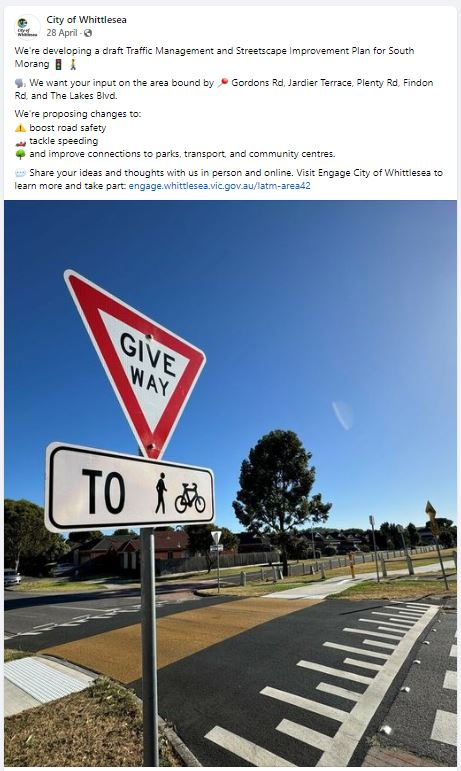 City of Whittlesea
City of
Whittlesea
28 April ·
We're developing a draft Traffic Management and Streetscape Improvement Plan for South
Morang 🚦 🚶
🗣️ We want your input on the area bound by 📍 Gordons Rd, Jardier Terrace, Plenty Rd, Findon
Rd, and The Lakes Blvd.
We're proposing changes to:
⚠️ boost road safety
🏎️ tackle speeding
🌳 and improve connections to parks, transport, and community centres.
💬 Share your ideas and thoughts with us in person and online. Visit Engage City of Whittlesea to
learn more and take part: engage.whittlesea.vic.gov.au/latm-area42
GIVE
WAY
TO